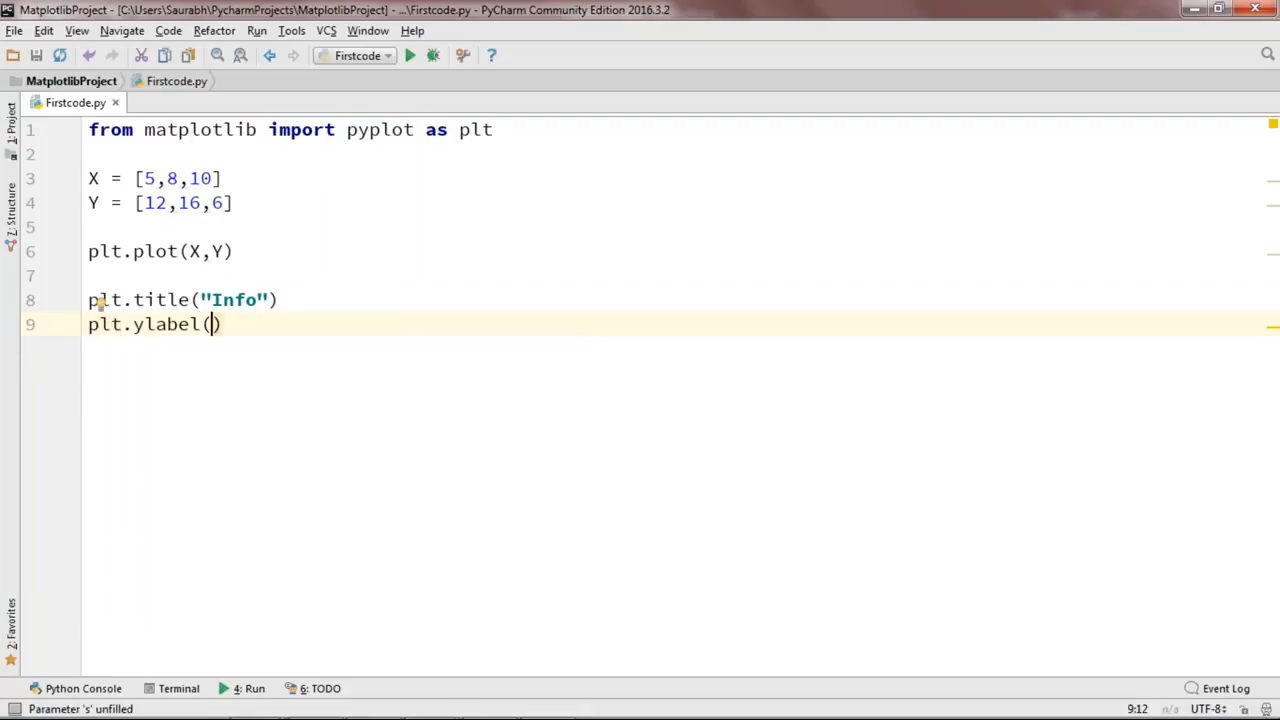 MatplotlibProject - [C:\Users\Saurabh\PycharmProjects\MatplotlibProject] - ...\Firstcode.py - PyCharm Community Edition 2016.3.2
File Edit View Navigate Code Refactor Run Tools VCS Window Help
Firstcode
MatplotlibProject Firstcode.py
Firstcode.py
1: Project
Z: Structure
2: Favorites
1 from matplotlib import pyplot as plt
2
3 X = [5,8,10]
4 Y = [12,16,6]
5
6 plt.plot(X,Y)
7
8 plt.title("Info")
9 plt.ylabel()
Python Console Terminal 4: Run 6: TODO Event Log
Parameter 's' unfilled 9:12 n/a UTF-8